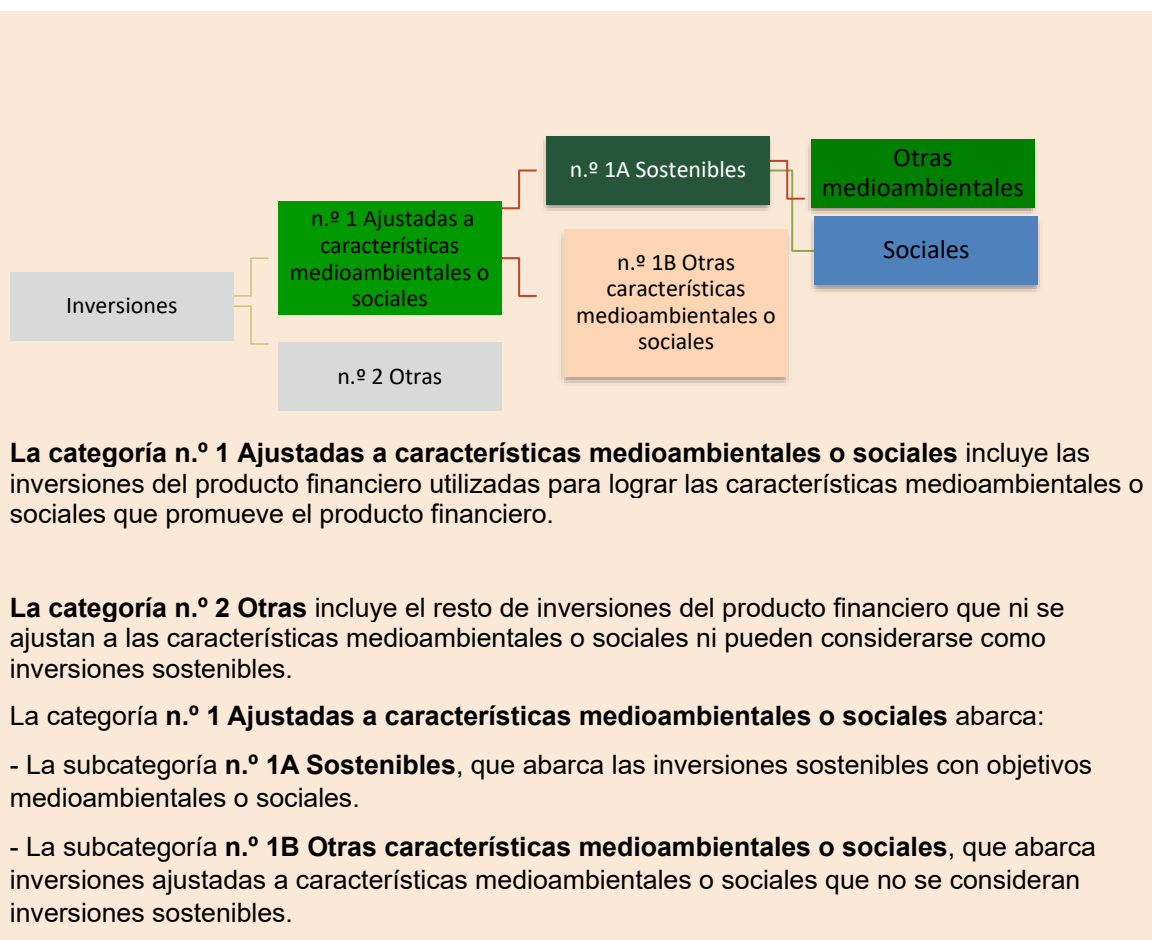 Inversiones
n.º 1 Ajustadas a
características
medioambientales o
sociales
n.º 2 Otras
n.º 1A Sostenibles
n.º 1B Otras
características
medioambientales o
sociales
Otras
medioambientales
Sociales
La categoría n.º 1 Ajustadas a características medioambientales o sociales incluye las
inversiones del producto financiero utilizadas para lograr las características medioambientales o
sociales que promueve el producto financiero.
La categoría n.º 2 Otras incluye el resto de inversiones del producto financiero que ni se
ajustan a las características medioambientales o sociales ni pueden considerarse como
inversiones sostenibles.
La categoría n.º 1 Ajustadas a características medioambientales o sociales abarca:
- La subcategoría n.º 1A Sostenibles, que abarca las inversiones sostenibles con objetivos
medioambientales o sociales.
- La subcategoría n.º 1B Otras características medioambientales o sociales, que abarca
inversiones ajustadas a características medioambientales o sociales que no se consideran
inversiones sostenibles.